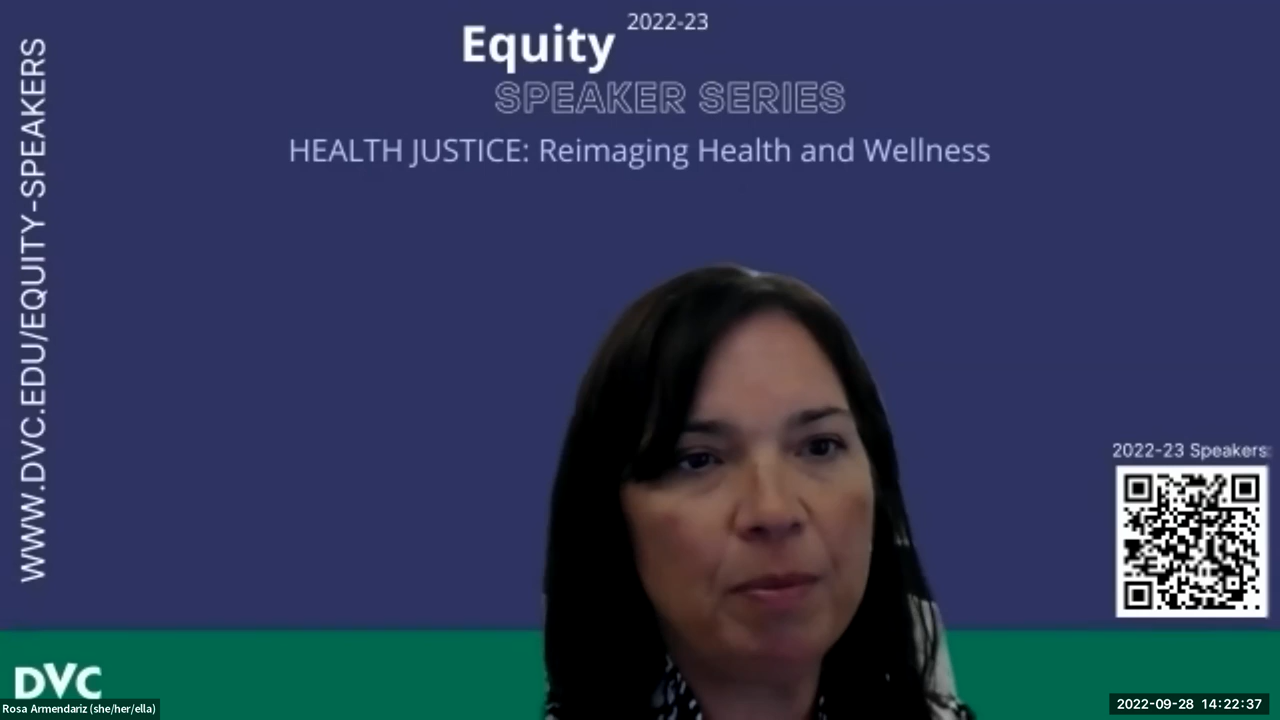 2022-23
Equity
SPEAKER SERIES
HEALTH JUSTICE: Reimaging Health and Wellness
WWW.DVC.EDU/EQUITY-SPEAKERS
2022-23 Speakers:
DVC
Rosa Armendariz (she/her/ella)
2022-09-28 14:22:37